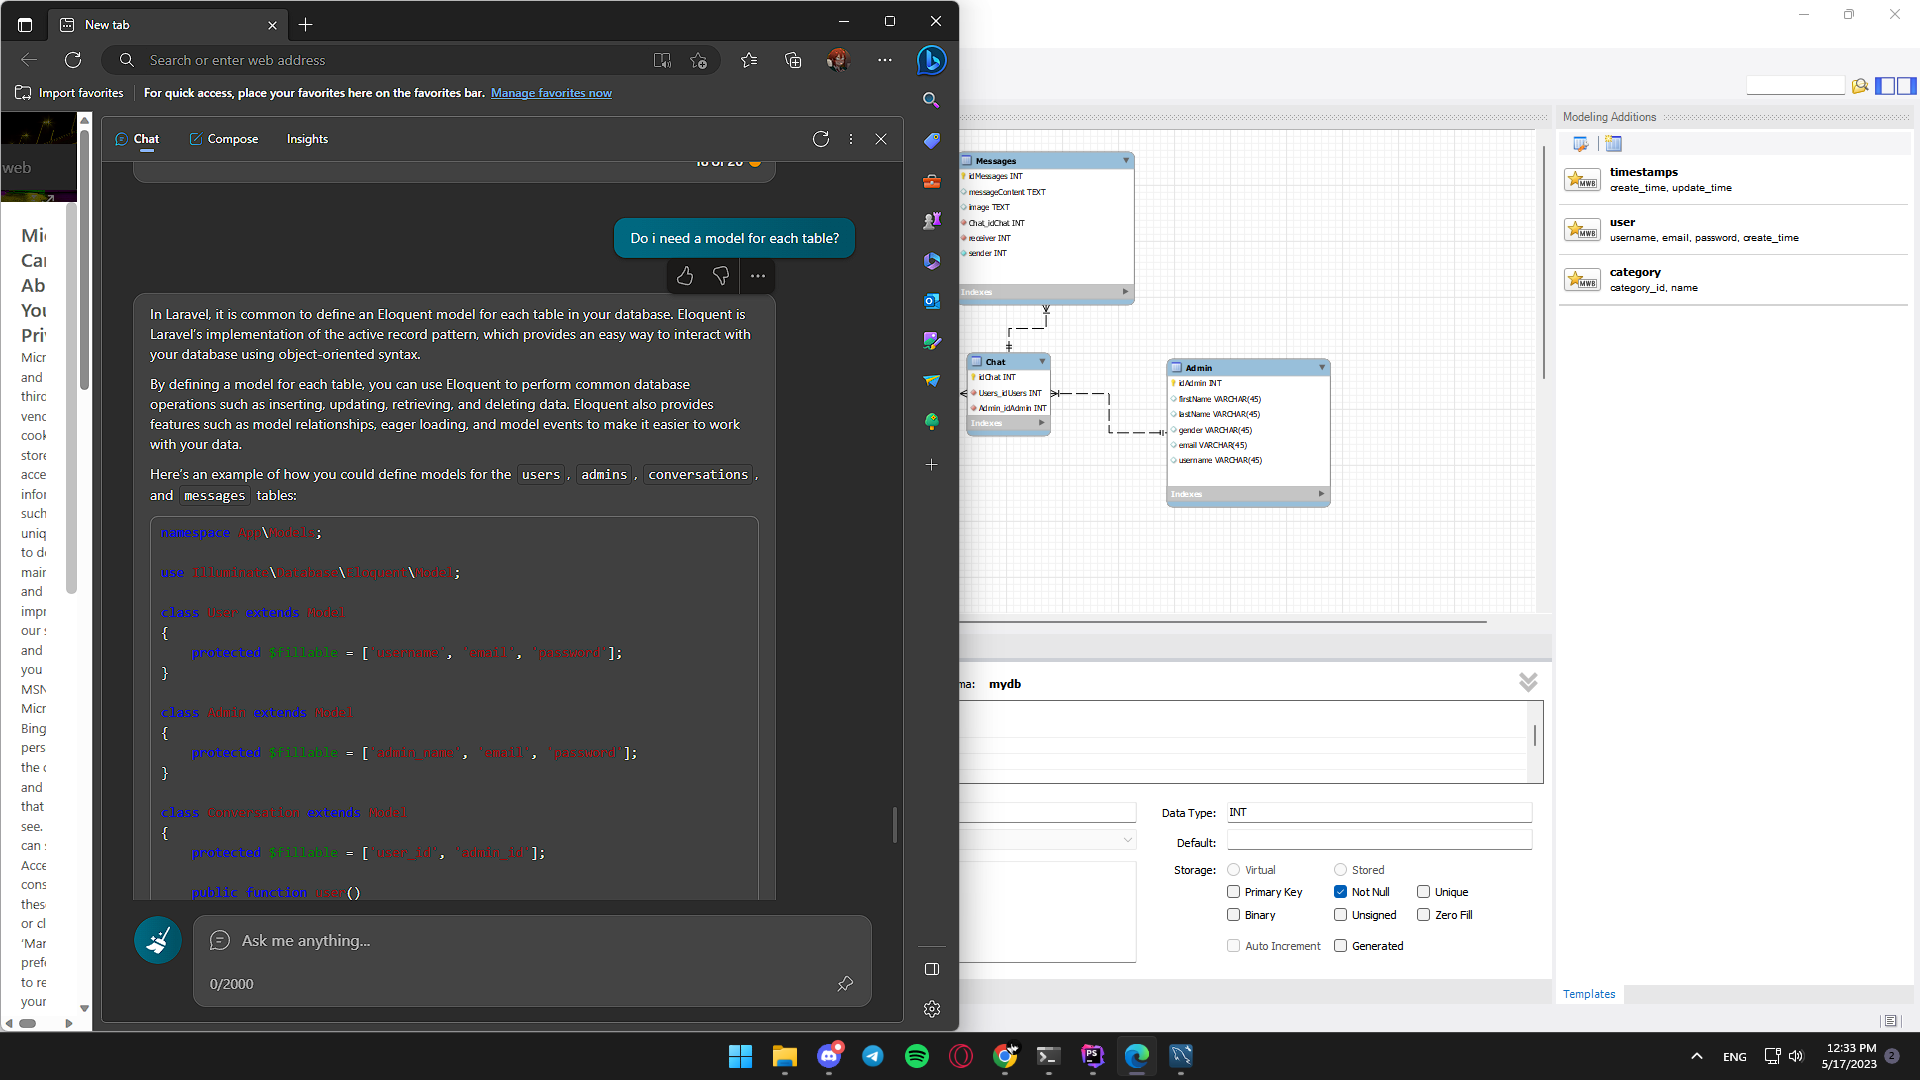 New tab
Search or enter web address
Import favorites
For quick access, place your favorites here on the favorites bar. Manage favorites now
web
Chat
Compose
Insights
Do i need a model for each table?
In Laravel, it is common to define an Eloquent model for each table in your database. Eloquent is
Laravel's implementation of the active record pattern, which provides an easy way to interact with
your database using object-oriented syntax.
By defining a model for each table, you can use Eloquent to perform common database
operations such as inserting, updating, retrieving, and deleting data. Eloquent also provides
features such as model relationships, eager loading, and model events to make it easier to work
with your data.
Here's an example of how you could define models for the users, admins, conversations,
and messages tables:
namespace App\Models;
use Illuminate\Database\Eloquent\Model;
class User extends Model
{
protected $fillable = ['username', 'email', 'password'];
}
class Admin extends Model
{
protected $fillable = ['admin_name', 'email', 'password'];
}
class Conversation extends Model
{
protected $fillable = ['user_id', 'admin_id'];
public function user()
Ask me anything...
0/2000
Mi
Car
Ab
You
Pri
Micr
and
third
venc
cook
store
acce
infor
such
uniq
to de
main
and
impr
our s
and
you
MSN
Micr
Bing
pers
the c
and
that
see.
can s
Acce
cons
these
or cl
'Mar
prefe
to re
your
Messages
idMessages INT
messageContent TEXT
image TEXT
Chat_idChat INT
receiver INT
sender INT
Indexes
Chat
idChat INT
Users_idUsers INT
Admin_idAdmin INT
Indexes
Admin
idAdmin INT
firstName VARCHAR(45)
lastName VARCHAR(45)
gender VARCHAR(45)
email VARCHAR(45)
username VARCHAR(45)
Indexes
Modeling Additions
timestamps
create_time, update_time
user
username, email, password, create_time
category
category_id, name
ma: mydb
Data Type: INT
Default:
Storage: Virtual Stored
Primary Key Not Null Unique
Binary Unsigned Zero Fill
Auto Increment Generated
Templates
ENG
12:33 PM
5/17/2023
2